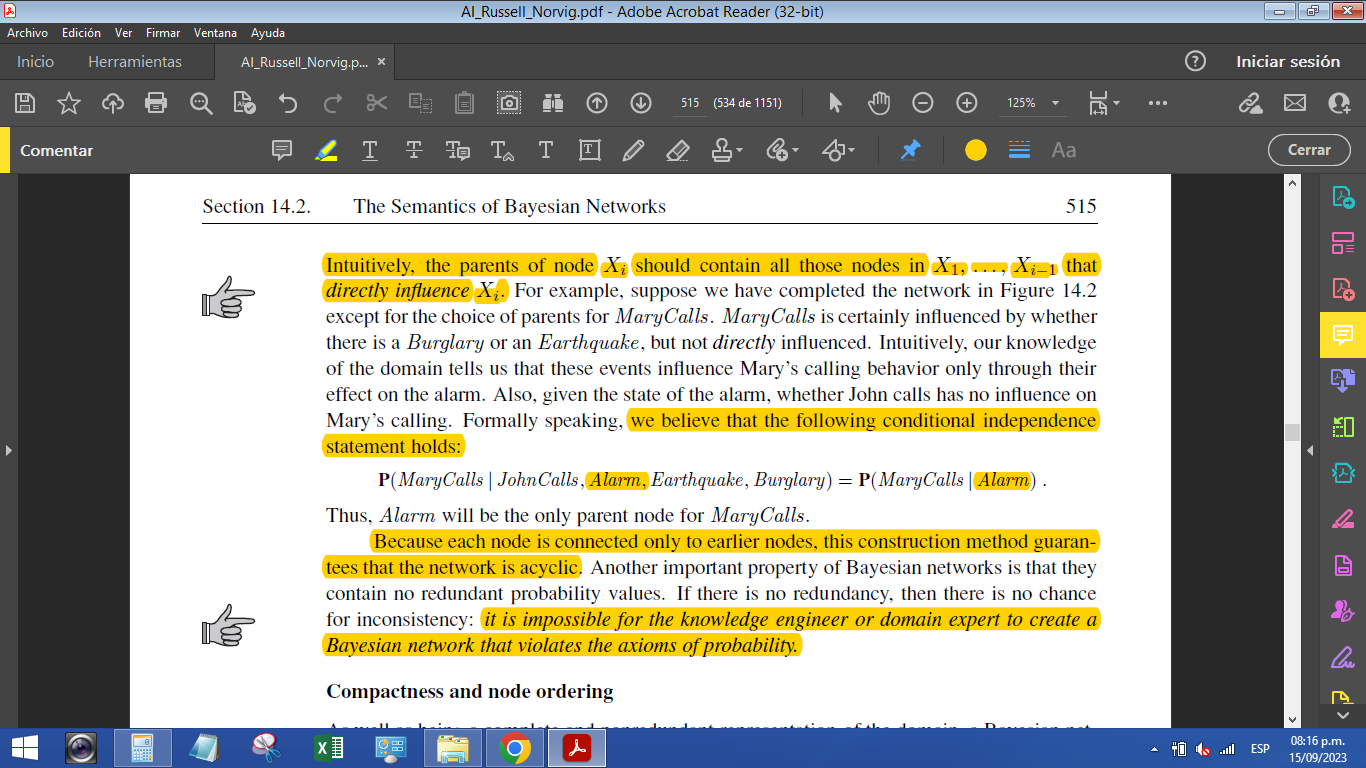 AI_Russell_Norvig.pdf - Adobe Acrobat Reader (32-bit)
Archivo Edición Ver Firmar Ventana Ayuda
Inicio Herramientas AI_Russell_Norvig.p... × Iniciar sesión
515 (534 de 1151) 125%
Comentar Aa Cerrar
Section 14.2. The Semantics of Bayesian Networks 515
Intuitively, the parents of node Xi should contain all those nodes in X1, . . . , Xi−1 that
directly influence Xi. For example, suppose we have completed the network in Figure 14.2
except for the choice of parents for MaryCalls. MaryCalls is certainly influenced by whether
there is a Burglary or an Earthquake, but not directly influenced. Intuitively, our knowledge
of the domain tells us that these events influence Mary's calling behavior only through their
effect on the alarm. Also, given the state of the alarm, whether John calls has no influence on
Mary's calling. Formally speaking, we believe that the following conditional independence
statement holds:
P(MaryCalls | JohnCalls, Alarm, Earthquake, Burglary) = P(MaryCalls | Alarm) .
Thus, Alarm will be the only parent node for MaryCalls.
Because each node is connected only to earlier nodes, this construction method guaran-
tees that the network is acyclic. Another important property of Bayesian networks is that they
contain no redundant probability values. If there is no redundancy, then there is no chance
for inconsistency: it is impossible for the knowledge engineer or domain expert to create a
Bayesian network that violates the axioms of probability.
Compactness and node ordering
ESP 08:16 p.m.
15/09/2023